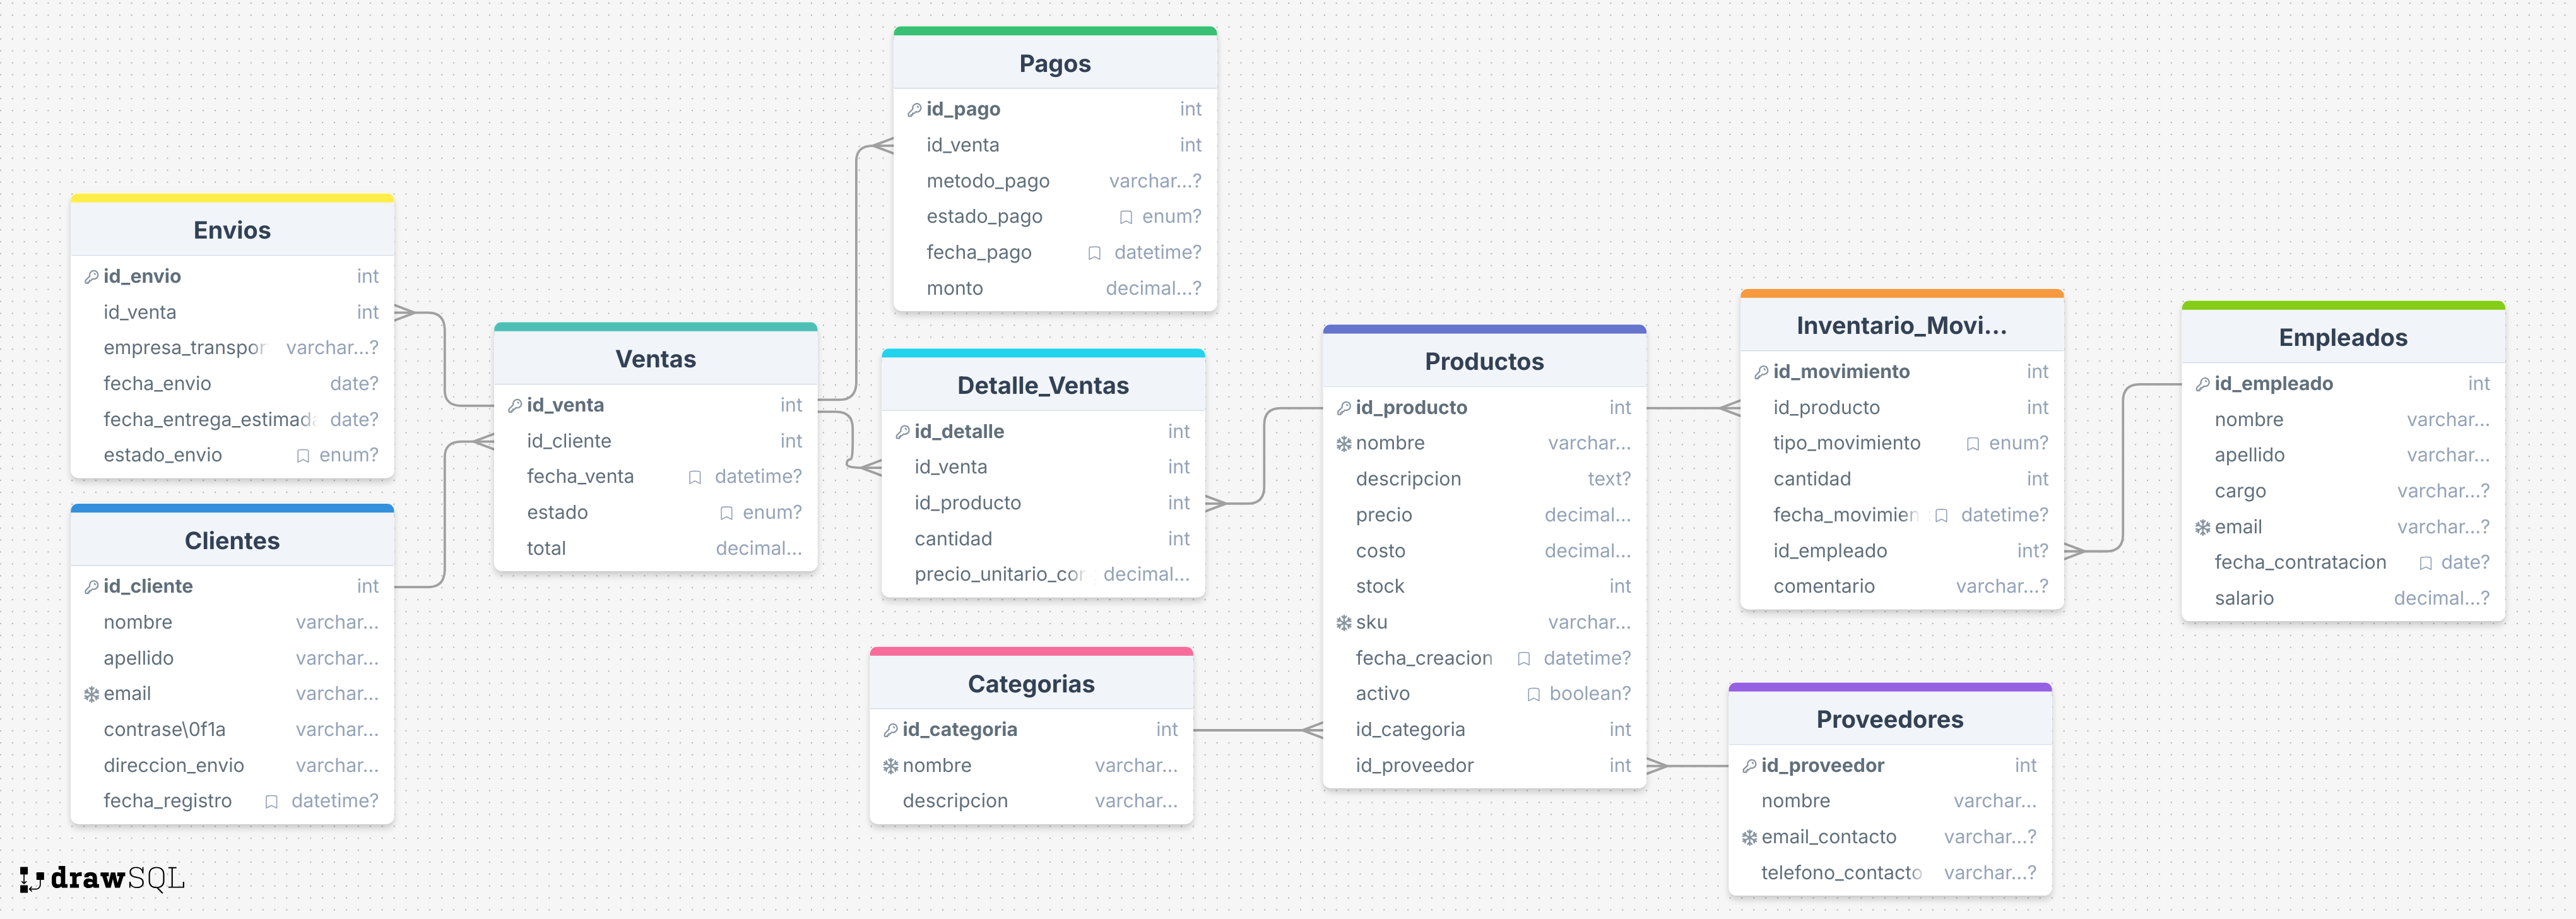 Pagos
id_pago int
id_venta int
metodo_pago varchar...?
estado_pago enum?
fecha_pago datetime?
monto decimal...?
Envios
id_envio int
id_venta int
empresa_transpor varchar...?
fecha_envio date?
fecha_entrega_estimad date?
estado_envio enum?
Ventas
id_venta int
id_cliente int
fecha_venta datetime?
estado enum?
total decimal...
Detalle_Ventas
id_detalle int
id_venta int
id_producto int
cantidad int
precio_unitario_con decimal...
Productos
id_producto int
nombre varchar...
descripcion text?
precio decimal...
costo decimal...
stock int
sku varchar...
fecha_creacion datetime?
activo boolean?
id_categoria int
id_proveedor int
Inventario_Movi...
id_movimiento int
id_producto int
tipo_movimiento enum?
cantidad int
fecha_movimien datetime?
id_empleado int?
comentario varchar...?
Empleados
id_empleado int
nombre varchar...
apellido varchar...
cargo varchar...?
email varchar...?
fecha_contratacion date?
salario decimal...?
Clientes
id_cliente int
nombre varchar...
apellido varchar...
email varchar...
contrase\0f1a varchar...
direccion_envio varchar...
fecha_registro datetime?
Categorias
id_categoria int
nombre varchar...
descripcion varchar...
Proveedores
id_proveedor int
nombre varchar...
email_contacto varchar...?
telefono_contacto varchar...?
drawSQL